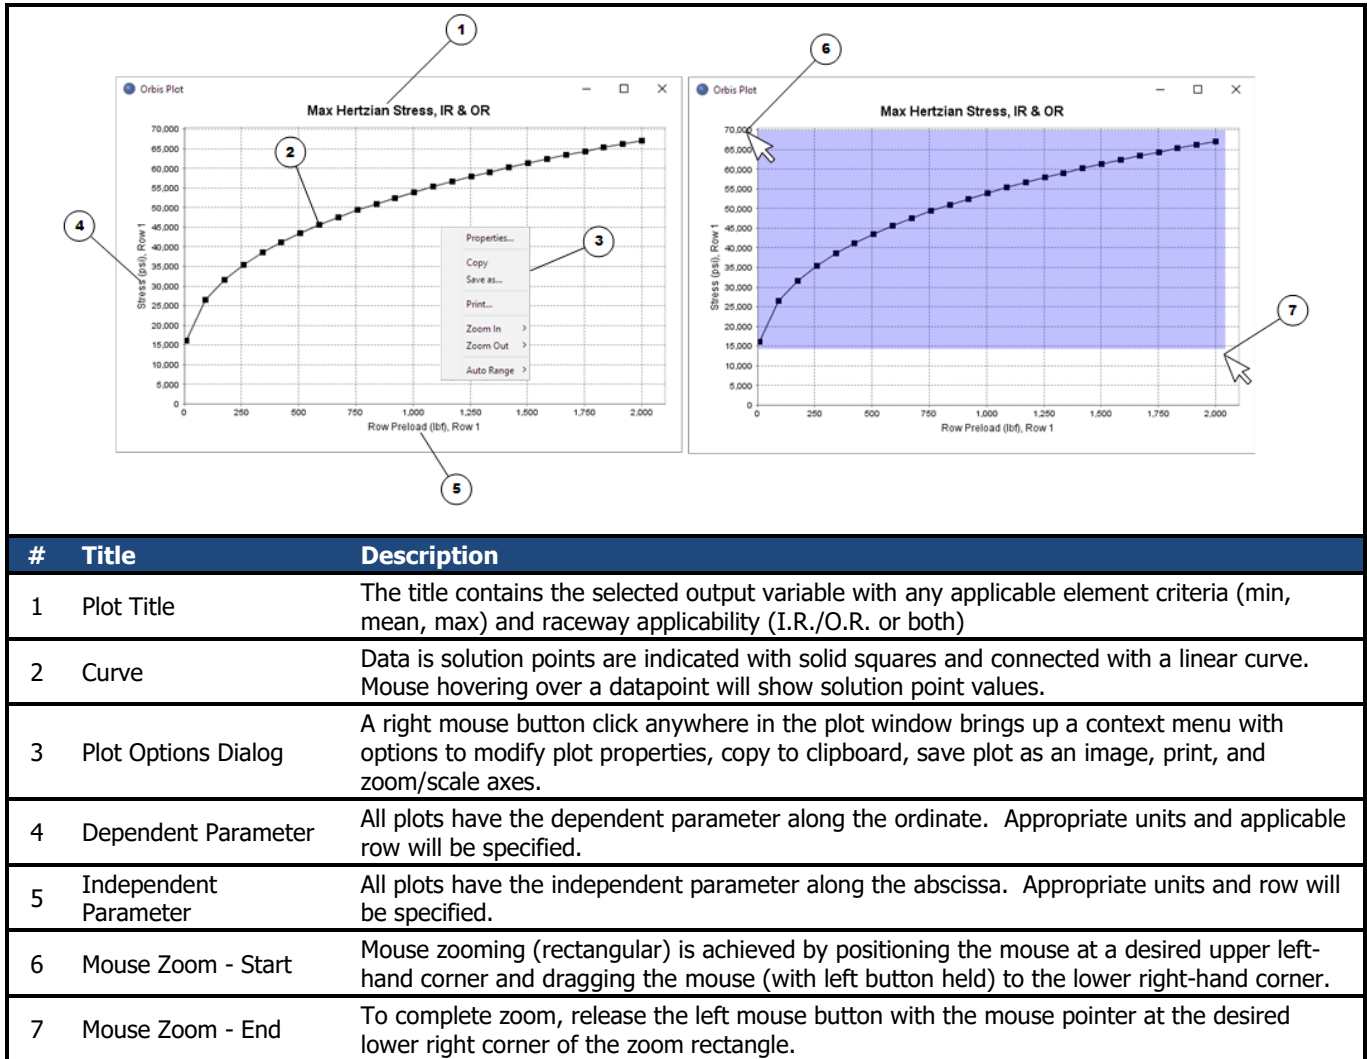 1
6
Orbis Plot
Max Hertzian Stress, IR & OR
70,000
65,000
60,000
55,000
50,000
45,000
40,000
35,000
30,000
25,000
20,000
15,000
10,000
5,000
0
0 250 500 750 1,000 1,250 1,500 1,750 2,000
Stress (psi), Row 1
Row Preload (lbf), Row 1
2
4
3
Properties...
Copy
Save as...
Print...
Zoom In
Zoom Out
Auto Range
5
Orbis Plot
Max Hertzian Stress, IR & OR
70,000
65,000
60,000
55,000
50,000
45,000
40,000
35,000
30,000
25,000
20,000
15,000
10,000
5,000
0
0 250 500 750 1,000 1,250 1,500 1,750 2,000
Stress (psi), Row 1
Row Preload (lbf), Row 1
7
# Title Description
1 Plot Title The title contains the selected output variable with any applicable element criteria (min,
mean, max) and raceway applicability (I.R./O.R. or both)
2 Curve Data is solution points are indicated with solid squares and connected with a linear curve.
Mouse hovering over a datapoint will show solution point values.
A right mouse button click anywhere in the plot window brings up a context menu with
3 Plot Options Dialog options to modify plot properties, copy to clipboard, save plot as an image, print, and
zoom/scale axes.
4 Dependent Parameter All plots have the dependent parameter along the ordinate. Appropriate units and applicable
row will be specified.
5 Independent Parameter All plots have the independent parameter along the abscissa. Appropriate units and row will
be specified.
6 Mouse Zoom - Start Mouse zooming (rectangular) is achieved by positioning the mouse at a desired upper left-
hand corner and dragging the mouse (with left button held) to the lower right-hand corner.
7 Mouse Zoom - End To complete zoom, release the left mouse button with the mouse pointer at the desired
lower right corner of the zoom rectangle.